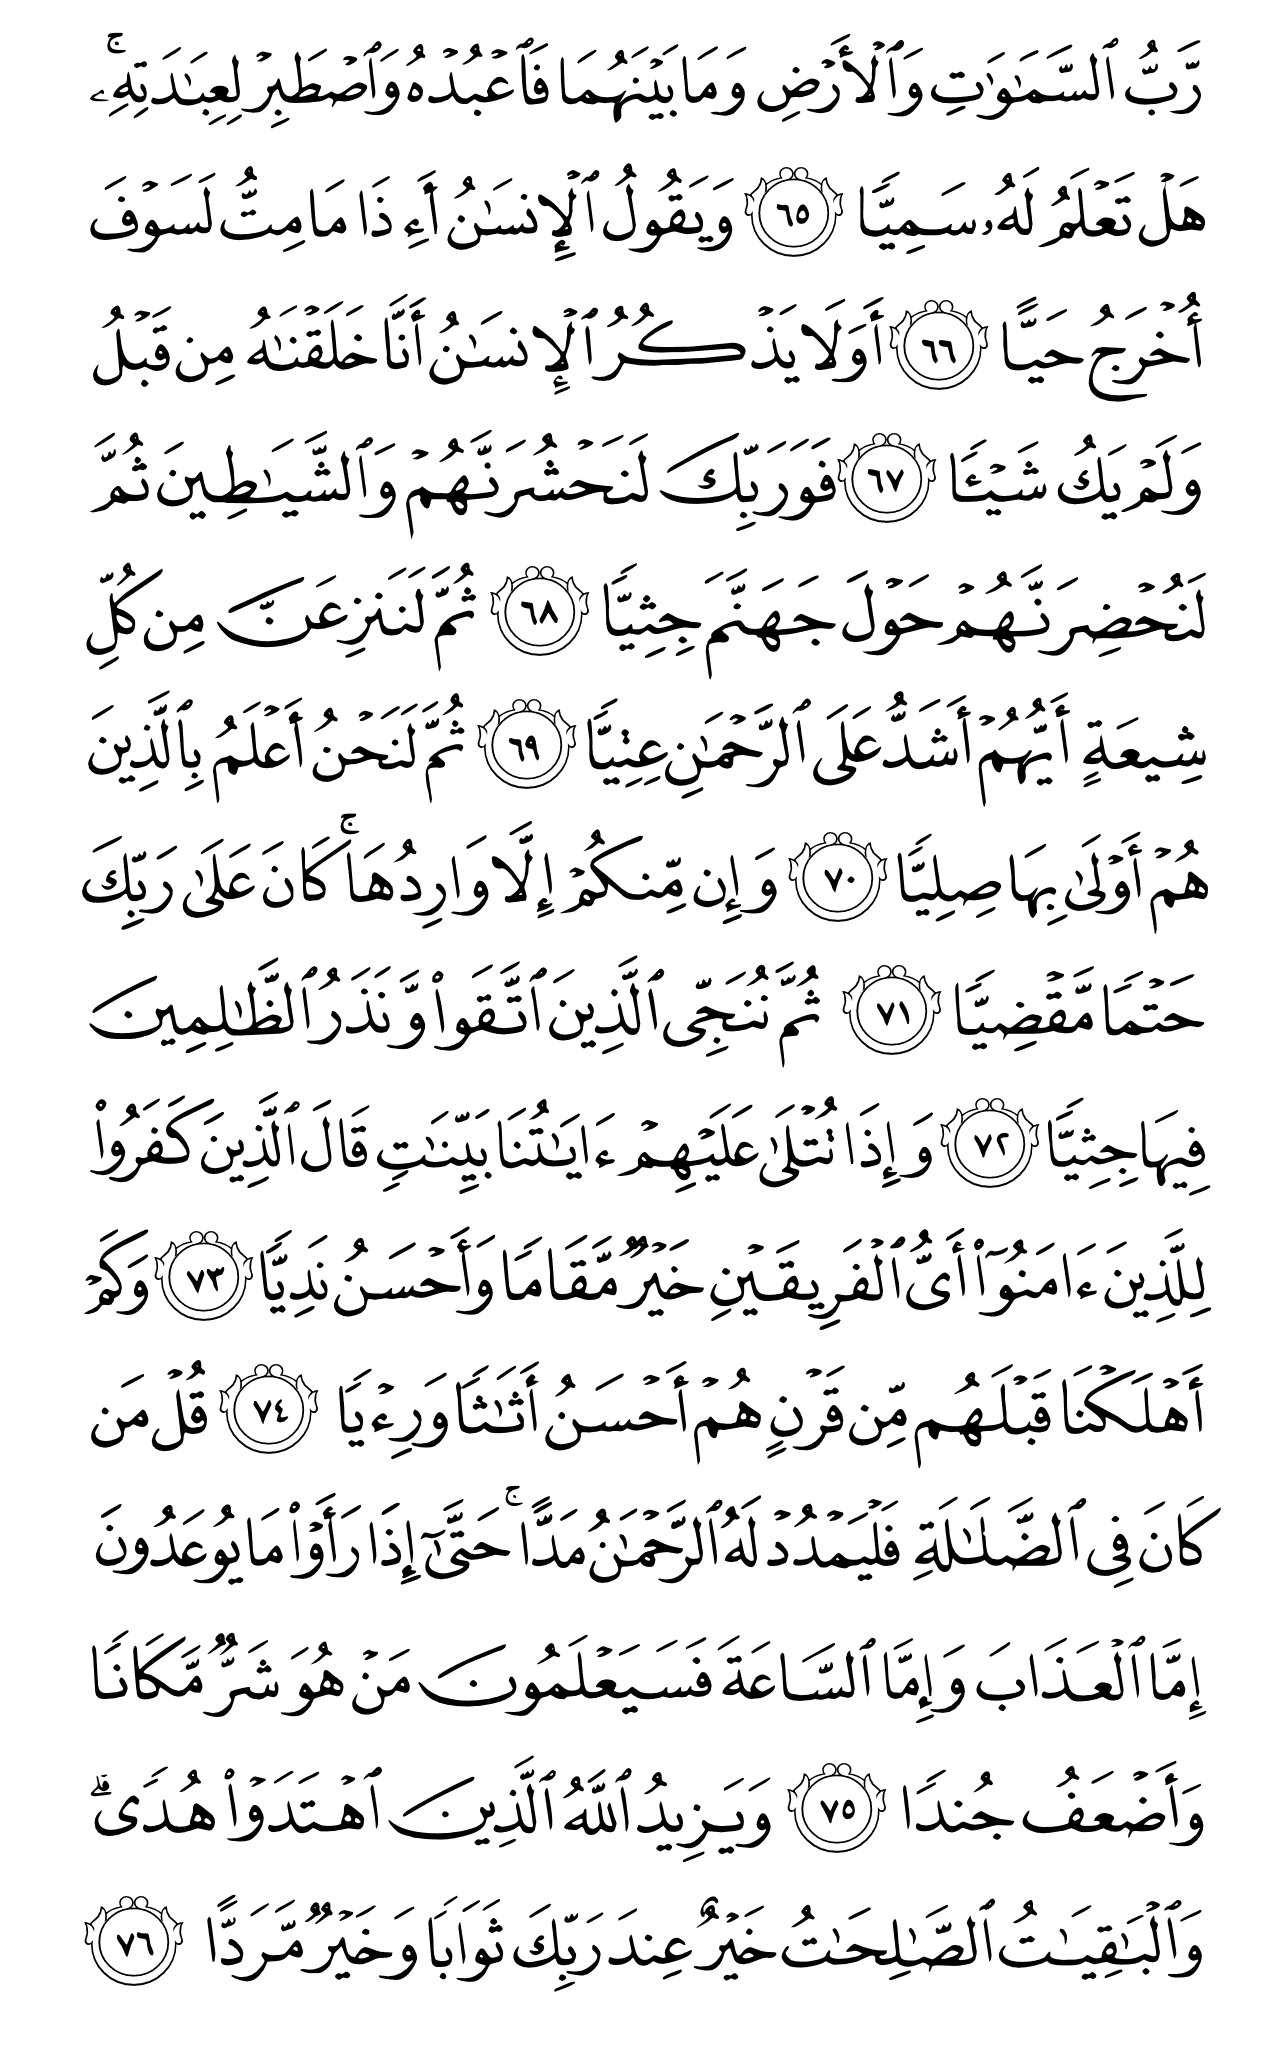 رَّبُّ ٱلسَّمَٰوَٰتِ وَٱلْأَرْضِ وَمَا بَيْنَهُمَا فَٱعْبُدْهُ وَٱصْطَبِرْ لِعِبَٰدَتِهِۦ ۚ
هَلْ تَعْلَمُ لَهُۥ سَمِيًّا ٦٥ وَيَقُولُ ٱلْإِنسَٰنُ أَءِذَا مَا مِتُّ لَسَوْفَ
أُخْرَجُ حَيًّا ٦٦ أَوَلَا يَذْكُرُ ٱلْإِنسَٰنُ أَنَّا خَلَقْنَٰهُ مِن قَبْلُ
وَلَمْ يَكُ شَيْـًٔا ٦٧ فَوَرَبِّكَ لَنَحْشُرَنَّهُمْ وَٱلشَّيَٰطِينَ ثُمَّ
لَنُحْضِرَنَّهُمْ حَوْلَ جَهَنَّمَ جِثِيًّا ٦٨ ثُمَّ لَنَنزِعَنَّ مِن كُلِّ
شِيعَةٍ أَيُّهُمْ أَشَدُّ عَلَى ٱلرَّحْمَٰنِ عِتِيًّا ٦٩ ثُمَّ لَنَحْنُ أَعْلَمُ بِٱلَّذِينَ
هُمْ أَوْلَىٰ بِهَا صِلِيًّا ٧٠ وَإِن مِّنكُمْ إِلَّا وَارِدُهَا ۚ كَانَ عَلَىٰ رَبِّكَ
حَتْمًا مَّقْضِيًّا ٧١ ثُمَّ نُنَجِّى ٱلَّذِينَ ٱتَّقَوا۟ وَّنَذَرُ ٱلظَّٰلِمِينَ
فِيهَا جِثِيًّا ٧٢ وَإِذَا تُتْلَىٰ عَلَيْهِمْ ءَايَٰتُنَا بَيِّنَٰتٍ قَالَ ٱلَّذِينَ كَفَرُوا۟
لِلَّذِينَ ءَامَنُوٓا۟ أَىُّ ٱلْفَرِيقَيْنِ خَيْرٌ مَّقَامًا وَأَحْسَنُ نَدِيًّا ٧٣ وَكَمْ
أَهْلَكْنَا قَبْلَهُم مِّن قَرْنٍ هُمْ أَحْسَنُ أَثَٰثًا وَرِءْيًا ٧٤ قُلْ مَن
كَانَ فِى ٱلضَّلَٰلَةِ فَلْيَمْدُدْ لَهُ ٱلرَّحْمَٰنُ مَدًّا ۚ حَتَّىٰٓ إِذَا رَأَوْا۟ مَا يُوعَدُونَ
إِمَّا ٱلْعَذَابَ وَإِمَّا ٱلسَّاعَةَ فَسَيَعْلَمُونَ مَنْ هُوَ شَرٌّ مَّكَانًا
وَأَضْعَفُ جُندًا ٧٥ وَيَزِيدُ ٱللَّهُ ٱلَّذِينَ ٱهْتَدَوْا۟ هُدًى ۗ
وَٱلْبَٰقِيَٰتُ ٱلصَّٰلِحَٰتُ خَيْرٌ عِندَ رَبِّكَ ثَوَابًا وَخَيْرٌ مَّرَدًّا ٧٦